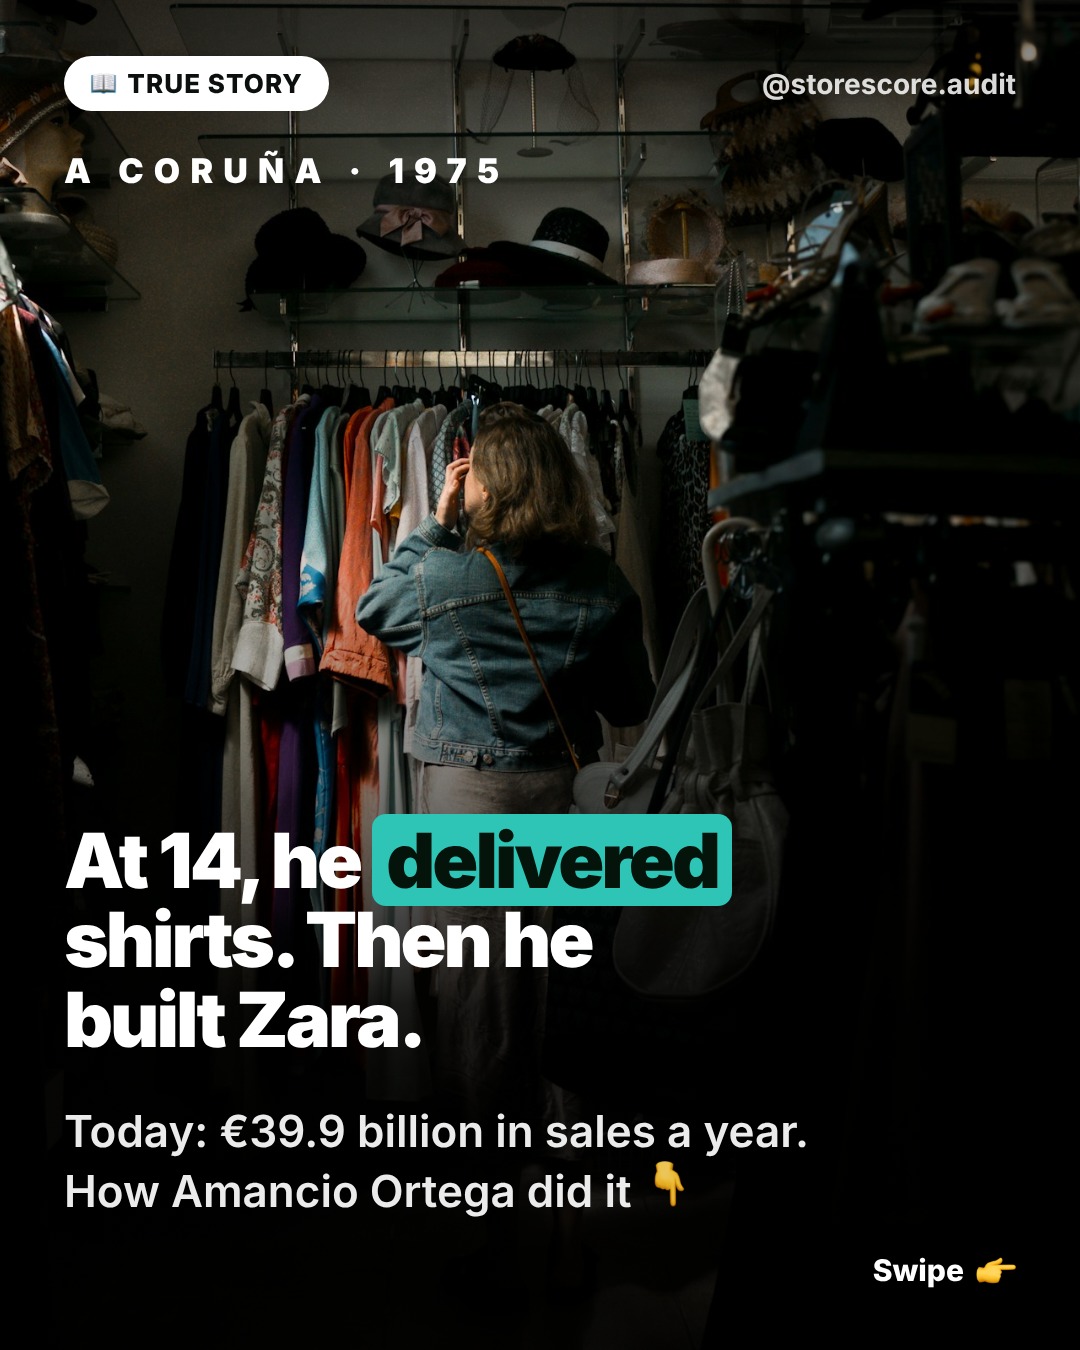 📖 TRUE STORY
@storescore.audit
A CORUÑA · 1975
At 14, he delivered
shirts. Then he
built Zara.
Today: €39.9 billion in sales a year.
How Amancio Ortega did it 👇
Swipe 👉